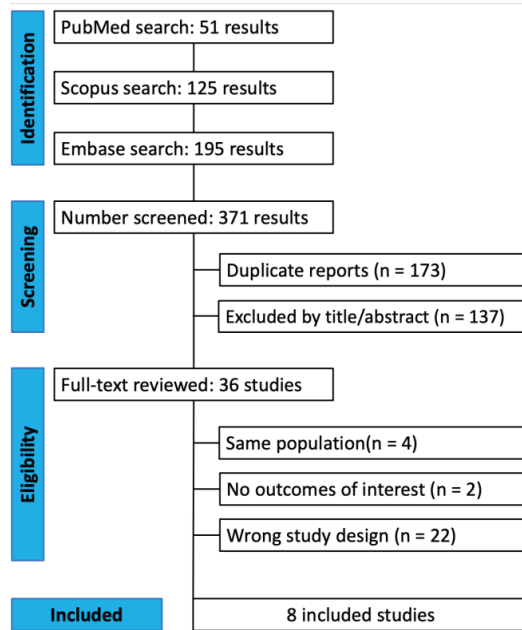 Identification
PubMed search: 51 results
Scopus search: 125 results
Embase search: 195 results
Screening
Number screened: 371 results
Duplicate reports (n = 173)
Excluded by title/abstract (n = 137)
Eligibility
Full-text reviewed: 36 studies
Same population(n = 4)
No outcomes of interest (n = 2)
Wrong study design (n = 22)
Included
8 included studies